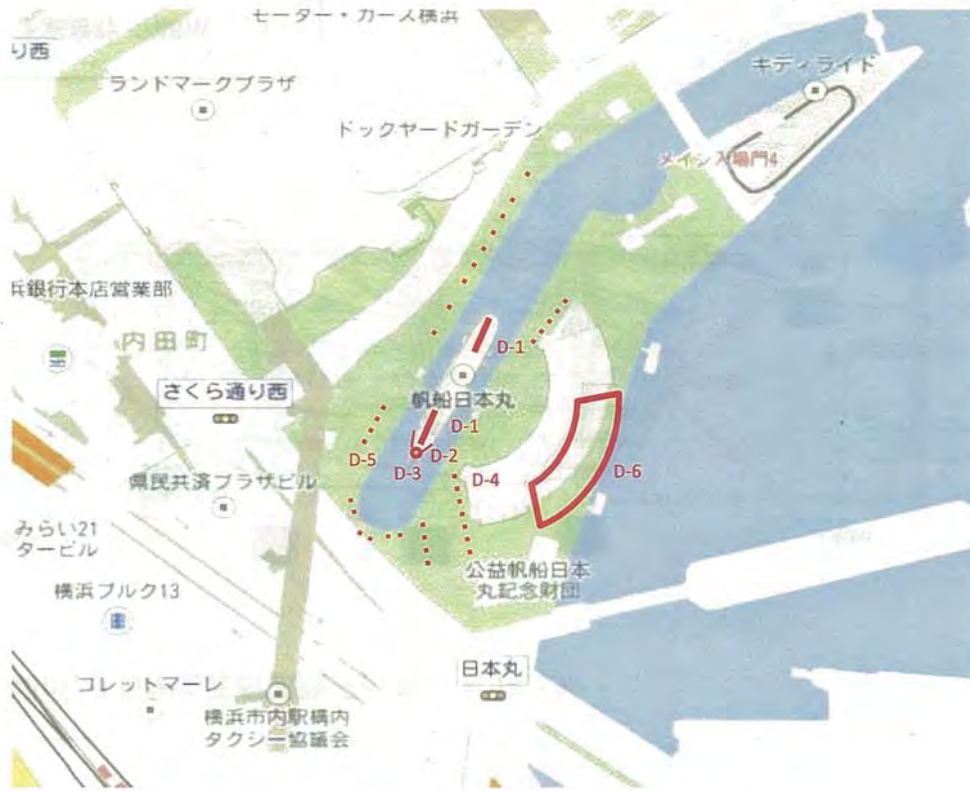 モーター・カース横浜
り西
ランドマークプラザ
キディライド
ドックヤードガーデン
メイン入場門4
浜銀行本店営業部
内田町
D-1
さくら通り西
帆船日本丸
D-1
D-2
D-5
D-3
D-4
D-6
県民共済プラザビル
みらい21
タービル
公益帆船日本
丸記念財団
横浜ブルク13
日本丸
コレットマーレ
横浜市内駅構内
タクシー協議会